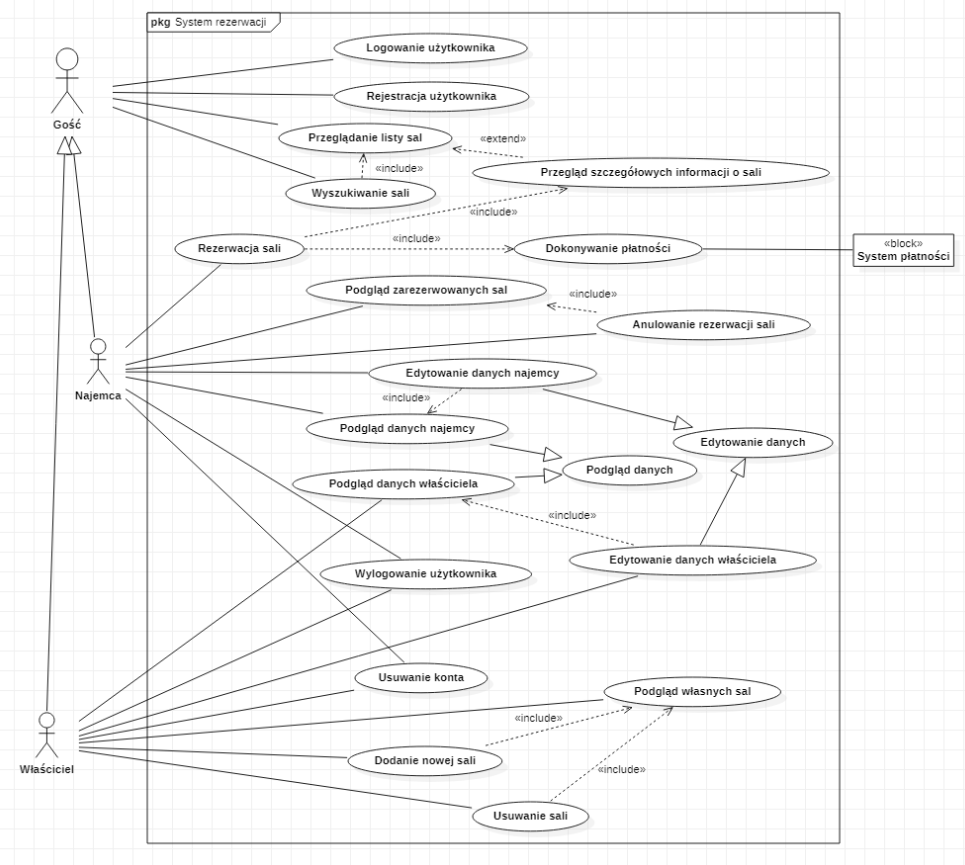 pkg System rezerwacji
Logowanie użytkownika
Gość
Rejestracja użytkownika
Przeglądanie listy sal
«extend»
«include»
Przegląd szczegółowych informacji o sali
Wyszukiwanie sali
«include»
Rezerwacja sali
«include»
Dokonywanie płatności
«block»
System płatności
Podgląd zarezerwowanych sal
«include»
Anulowanie rezerwacji sali
Najemca
Edytowanie danych najemcy
«include»
Podgląd danych najemcy
Edytowanie danych
Podgląd danych
Podgląd danych właściciela
«include»
Edytowanie danych właściciela
Wylogowanie użytkownika
Usuwanie konta
Podgląd własnych sal
«include»
Właściciel
Dodanie nowej sali
«include»
Usuwanie sali